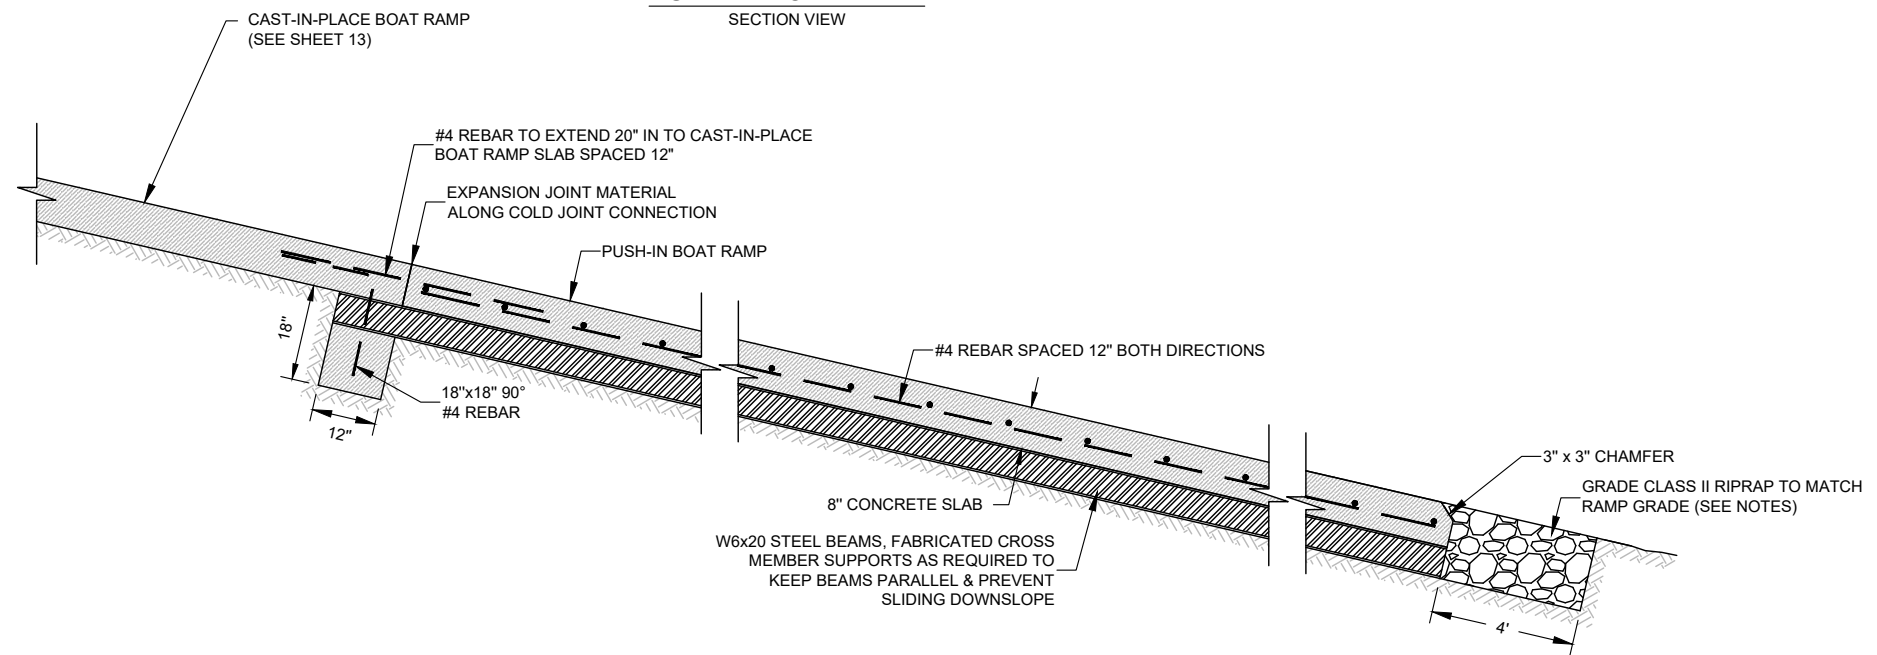 SECTION VIEW
CAST-IN-PLACE BOAT RAMP
(SEE SHEET 13)
#4 REBAR TO EXTEND 20" IN TO CAST-IN-PLACE
BOAT RAMP SLAB SPACED 12"
EXPANSION JOINT MATERIAL
ALONG COLD JOINT CONNECTION
PUSH-IN BOAT RAMP
18"
12"
18"x18" 90°
#4 REBAR
#4 REBAR SPACED 12" BOTH DIRECTIONS
8" CONCRETE SLAB
W6x20 STEEL BEAMS, FABRICATED CROSS
MEMBER SUPPORTS AS REQUIRED TO
KEEP BEAMS PARALLEL & PREVENT
SLIDING DOWNSLOPE
3" x 3" CHAMFER
GRADE CLASS II RIPRAP TO MATCH
RAMP GRADE (SEE NOTES)
4'